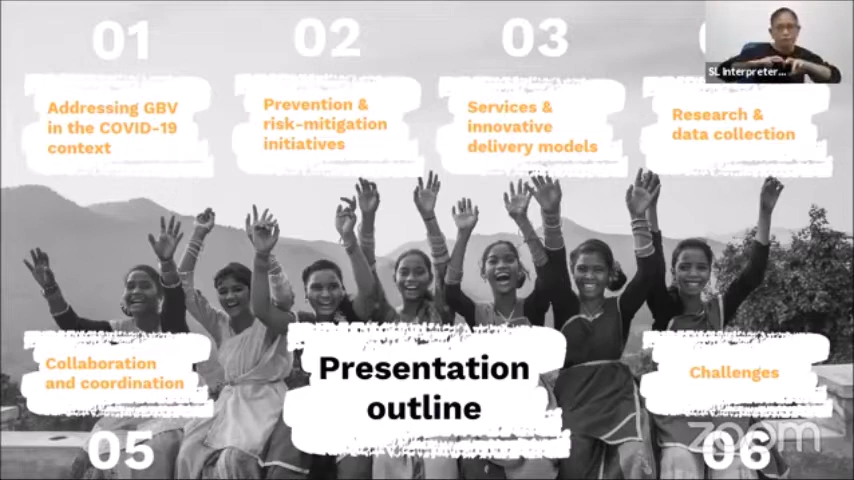 01
Addressing GBV
in the COVID-19
context
02
Prevention &
risk-mitigation
initiatives
03
Services &
innovative
delivery models
Research &
data collection
SL Interpreter...
Collaboration
and coordination
05
Presentation
outline
Challenges
06
zoom